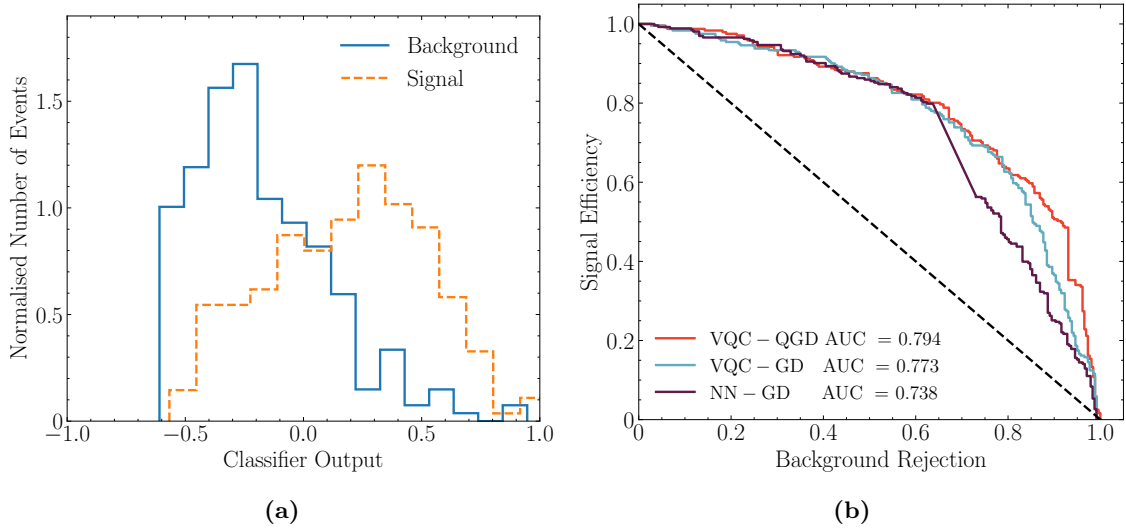 Normalised Number of Events
1.5
1.0
0.5
0
Background
Signal
−1.0
−0.5
0.0
0.5
1.0
Classifier Output
(a)
Signal Efficiency
1.0
0.8
0.6
0.4
0.2
0
VQC − QGD AUC = 0.794
VQC − GD AUC = 0.773
NN − GD AUC = 0.738
0
0.2
0.4
0.6
0.8
1.0
Background Rejection
(b)